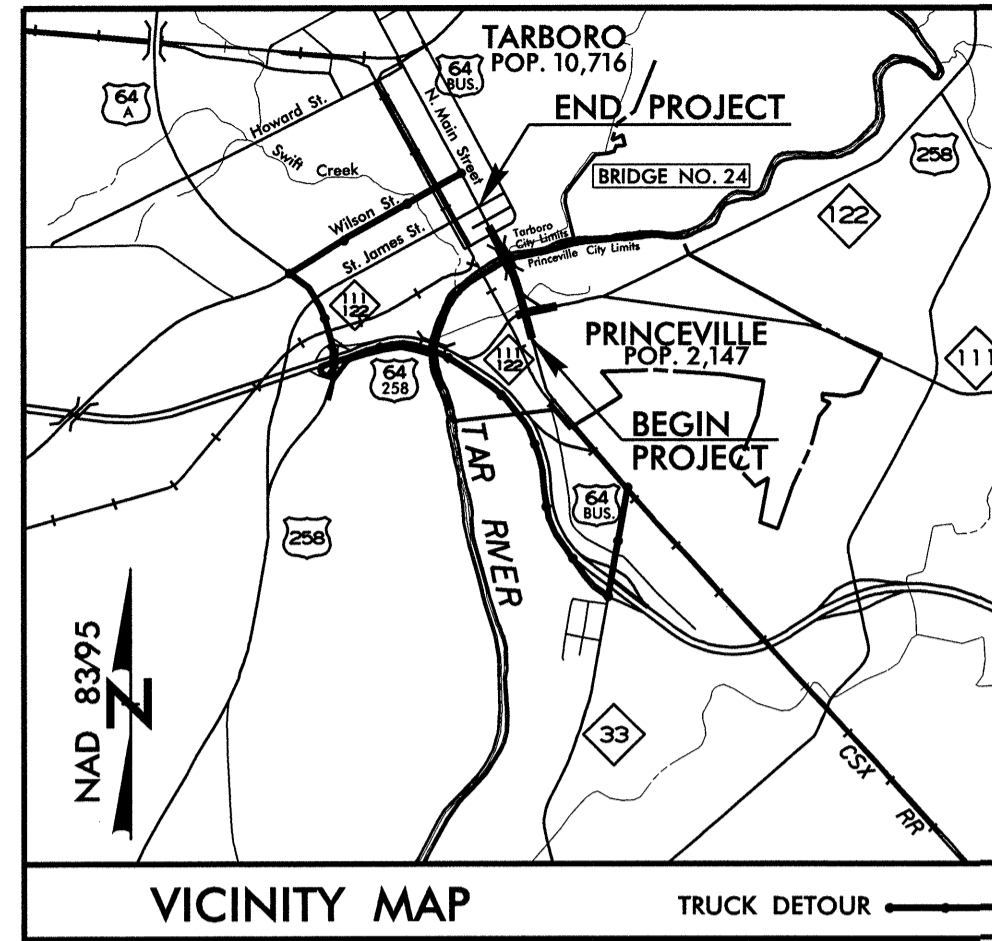 TARBORO
POP. 10,716
64
BUS.
64
A
END PROJECT
N. Main Street
Howard St.
Swift Creek
258
BRIDGE NO. 24
122
Wilson St.
Tarboro
City Limits
Princeville City Limits
St. James St.
111
122
PRINCEVILLE
POP. 2,147
111
122
111
64
258
BEGIN
PROJECT
TAR RIVER
64
BUS.
258
NAD 83/95
N
33
CSX RR
VICINITY MAP
TRUCK DETOUR